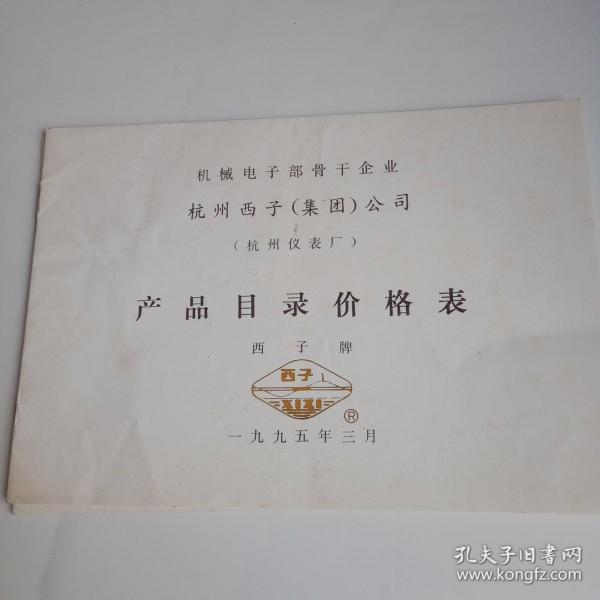 机械电子部骨干企业
杭州西子(集团)公司
(杭州仪表厂)
产品目录价格表
西子牌
西子
XIZI
®
一九九五年三月
孔夫子旧书网
www.kongfz.com